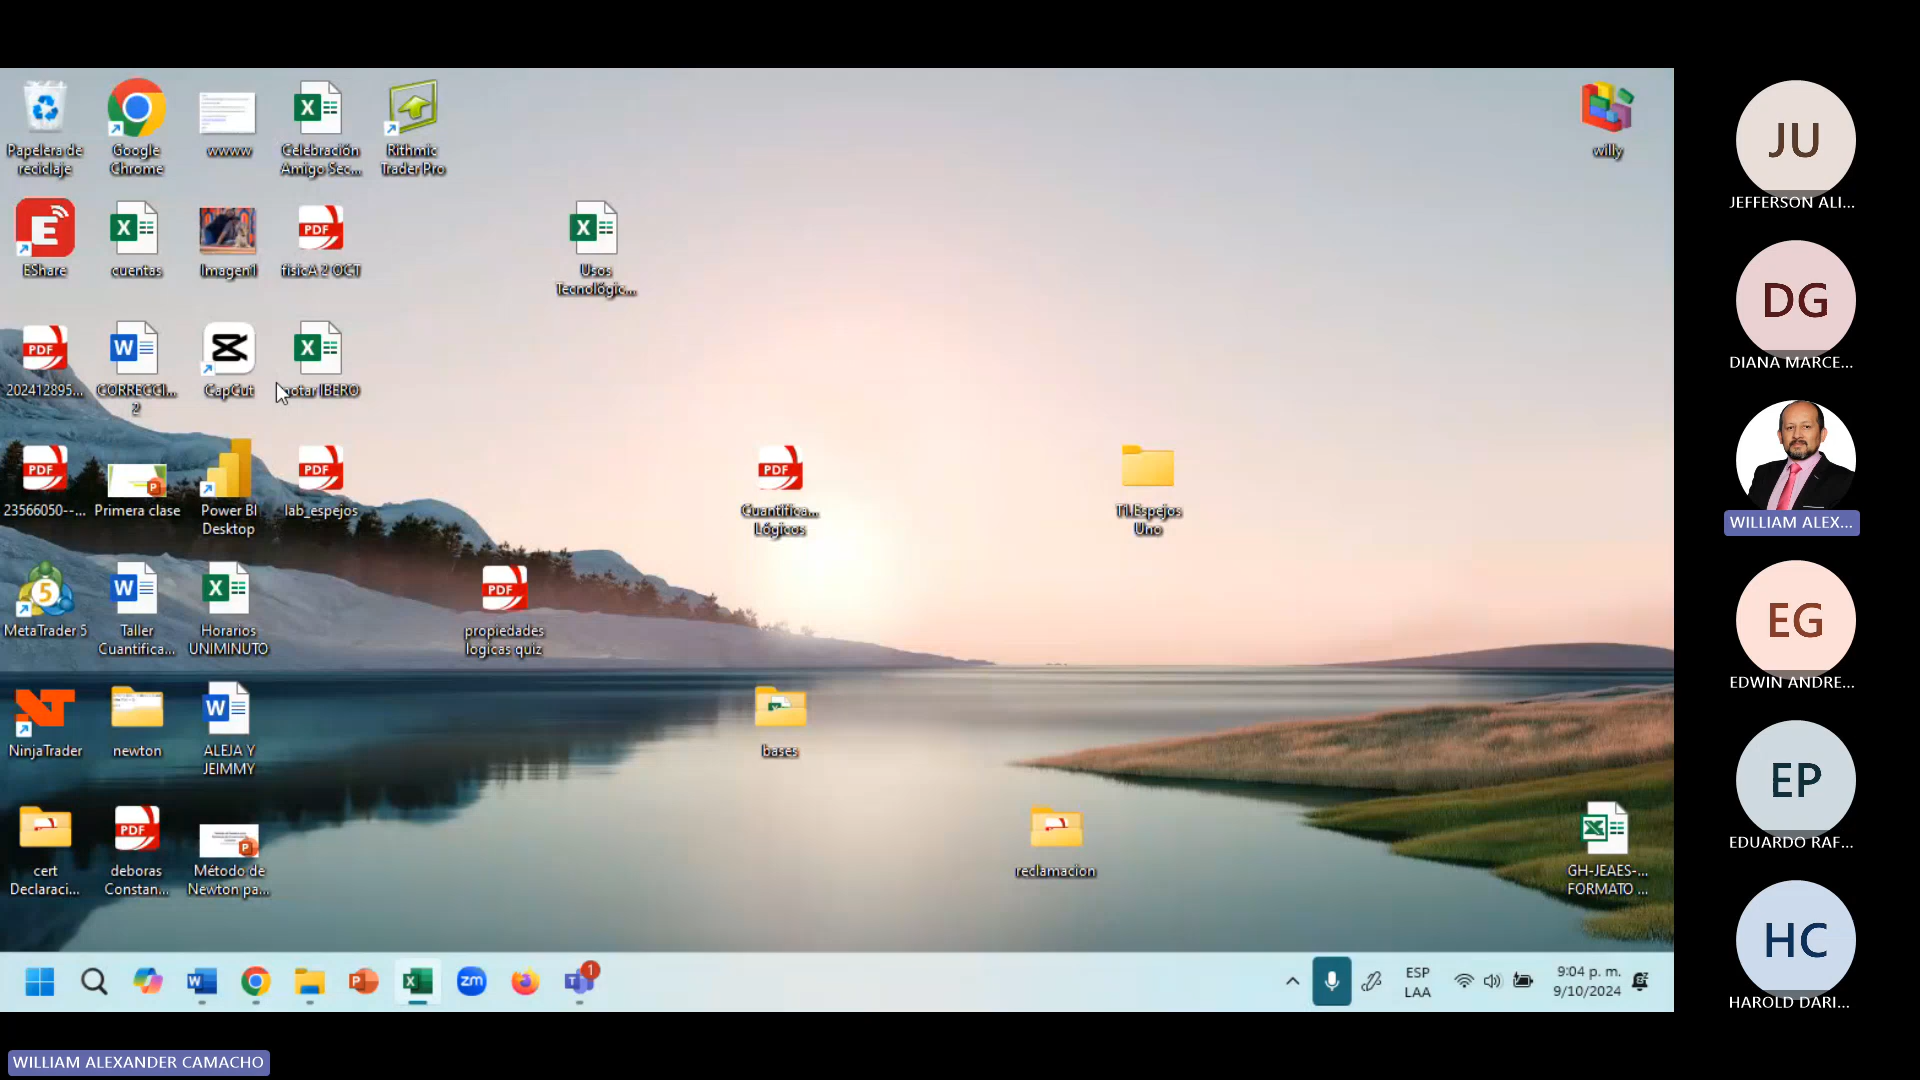 Papelera de
reciclaje
Google
Chrome
wwww
Celebración
Amigo Sec...
Rithmic
Trader Pro
willy
EShare
cuentas
Imagen1
fisicA 2 OCT
Usos
Tecnológic...
202412895...
CORRECCI...
2
CapCut
notar IBERO
23566050--...
Primera clase
Power BI
Desktop
lab_espejos
Cuantifica...
Lógicos
T1.Espejos
Uno
MetaTrader 5
Taller
Cuantifica...
Horarios
UNIMINUTO
propiedades
logicas quiz
NinjaTrader
newton
ALEJA Y
JEIMMY
bases
cert
Declaraci...
deboras
Constan...
Método de
Newton pa...
reclamacion
GH-JEAES-...
FORMATO ...
ESP
LAA
9:04 p. m.
9/10/2024
JU
JEFFERSON ALI...
DG
DIANA MARCE...
WILLIAM ALEX...
EG
EDWIN ANDRE...
EP
EDUARDO RAF...
HC
HAROLD DARI...
WILLIAM ALEXANDER CAMACHO